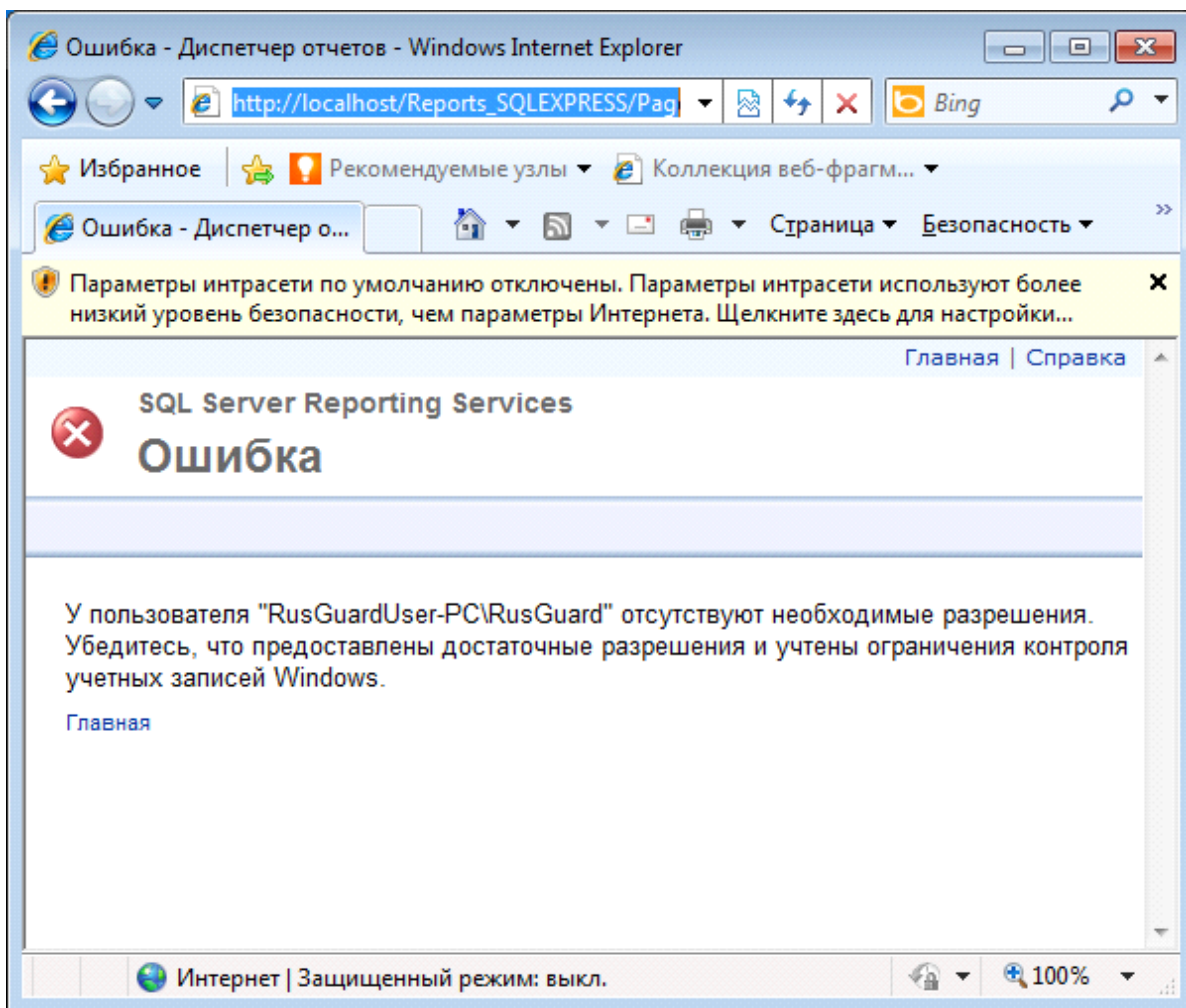 Ошибка - Диспетчер отчетов - Windows Internet Explorer
http://localhost/Reports_SQLEXPRESS/Pag
Bing
Избранное
Рекомендуемые узлы
Коллекция веб-фрагм...
Ошибка - Диспетчер о...
Страница
Безопасность
Параметры интрасети по умолчанию отключены. Параметры интрасети используют более
низкий уровень безопасности, чем параметры Интернета. Щелкните здесь для настройки...
Главная | Справка
SQL Server Reporting Services
Ошибка
У пользователя "RusGuardUser-PC\RusGuard" отсутствуют необходимые разрешения.
Убедитесь, что предоставлены достаточные разрешения и учтены ограничения контроля
учетных записей Windows.
Главная
Интернет | Защищенный режим: выкл.
100%